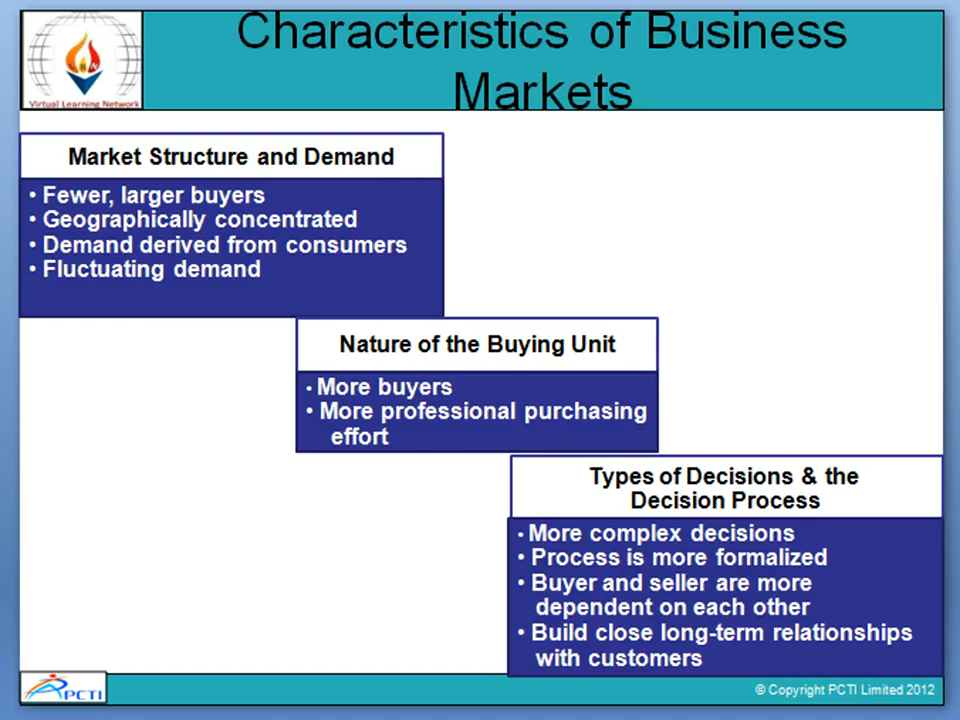 Characteristics of Business
Markets
Virtual Learning Network
Market Structure and Demand
• Fewer, larger buyers
• Geographically concentrated
• Demand derived from consumers
• Fluctuating demand
Nature of the Buying Unit
• More buyers
• More professional purchasing
effort
Types of Decisions & the
Decision Process
• More complex decisions
• Process is more formalized
• Buyer and seller are more
dependent on each other
• Build close long-term relationships
with customers
PCTI
© Copyright PCTI Limited 2012